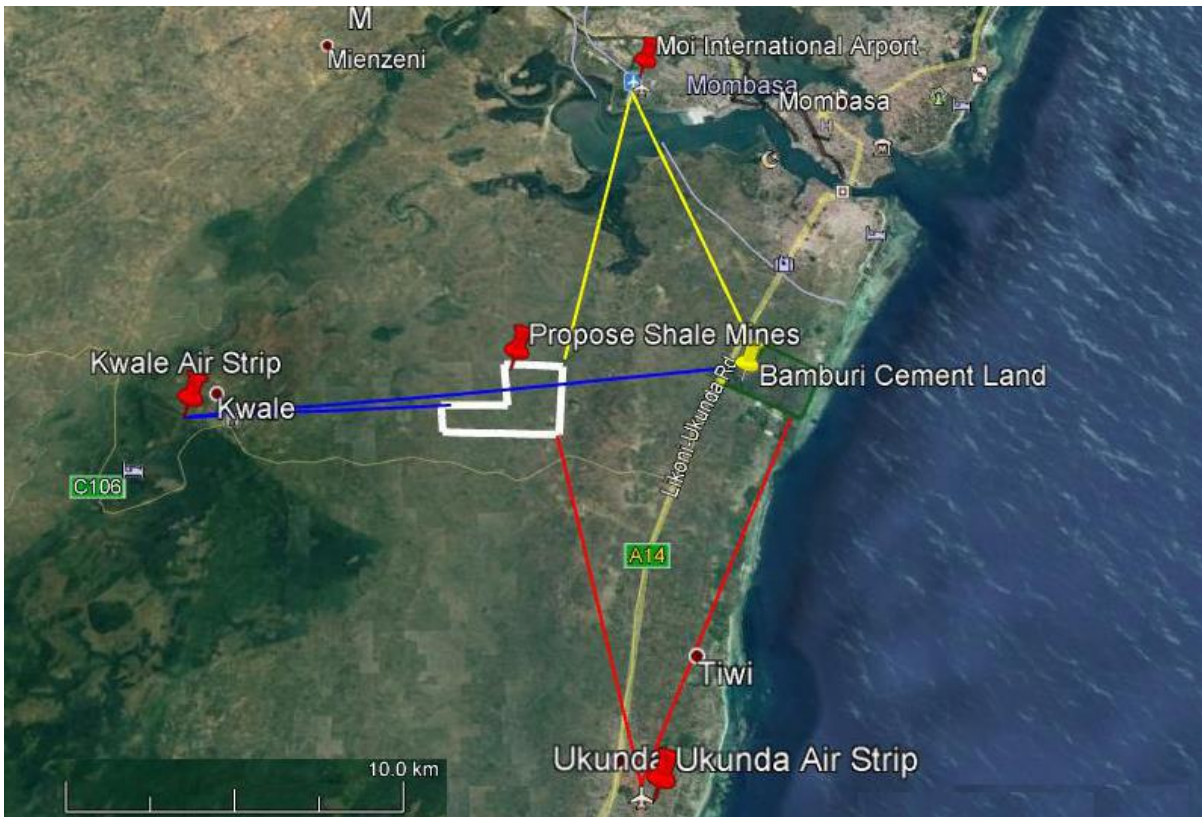 M
Mienzeni
Moi International Arport
Mombasa
Mombasa
Propose Shale Mines
Kwale Air Strip
Kwale
Bamburi Cement Land
Likoni-Ukunda Rd
C106
A14
Tiwi
Ukunda
Ukunda Air Strip
10.0 km